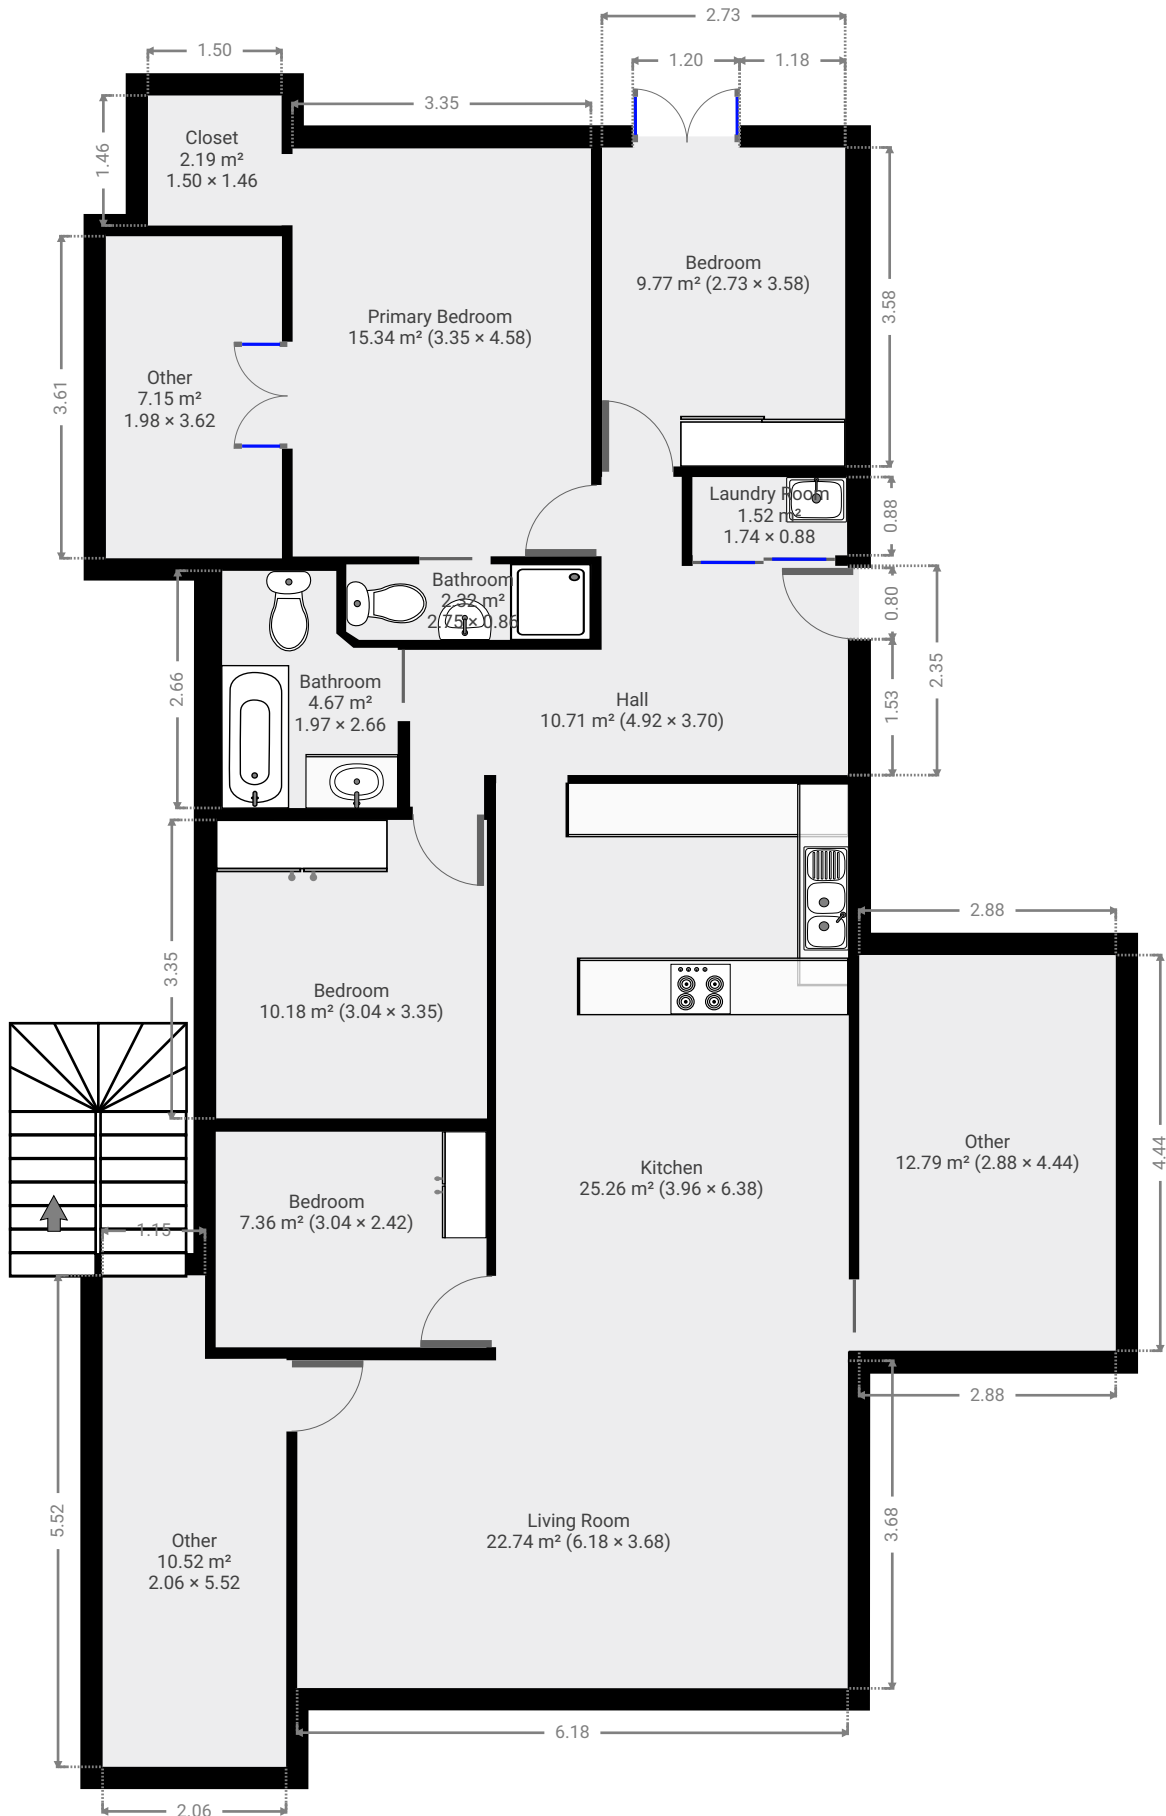 2.73
1.50
1.20
1.18
3.35
Closet
2.19 m²
1.50 × 1.46
1.46
Bedroom
9.77 m² (2.73 × 3.58)
3.58
Primary Bedroom
15.34 m² (3.35 × 4.58)
Other
7.15 m²
1.98 × 3.62
3.61
Laundry Room
1.52 m²
1.74 × 0.88
0.88
Bathroom
2.32 m²
2.75 × 0.86
0.80
2.35
1.53
2.66
Bathroom
4.67 m²
1.97 × 2.66
Hall
10.71 m² (4.92 × 3.70)
2.88
3.35
Bedroom
10.18 m² (3.04 × 3.35)
Other
12.79 m² (2.88 × 4.44)
4.44
Kitchen
25.26 m² (3.96 × 6.38)
Bedroom
7.36 m² (3.04 × 2.42)
1.15
2.88
5.52
3.68
Living Room
22.74 m² (6.18 × 3.68)
Other
10.52 m²
2.06 × 5.52
6.18
2.06